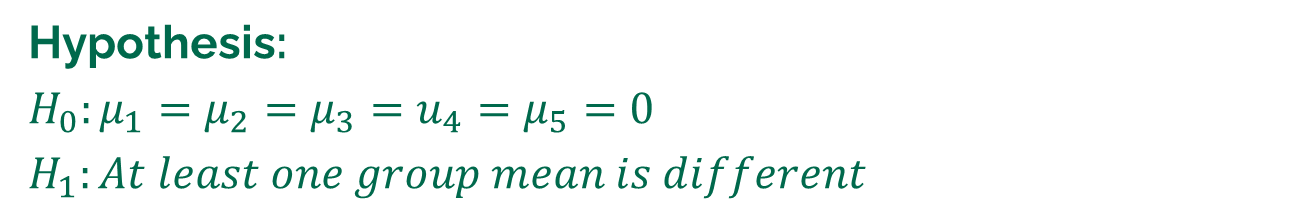 Hypothesis:
H₀: μ₁ = μ₂ = μ₃ = u₄ = μ₅ = 0
H₁: At least one group mean is different